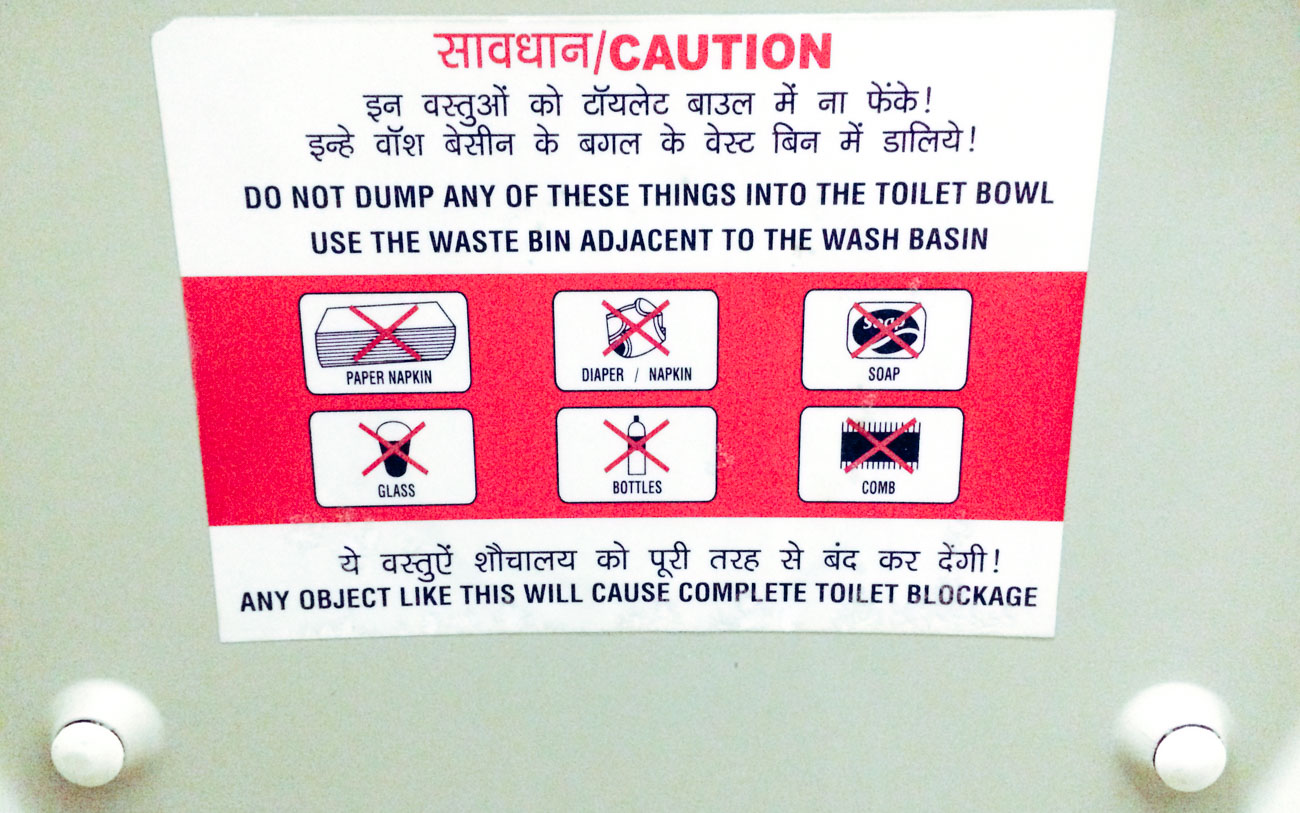 सावधान/CAUTION
इन वस्तुओं को टॉयलेट बाउल में ना फेंके!
इन्हे वॉश बेसीन के बगल के वेस्ट बिन में डालिये!
DO NOT DUMP ANY OF THESE THINGS INTO THE TOILET BOWL
USE THE WASTE BIN ADJACENT TO THE WASH BASIN
PAPER NAPKIN
DIAPER / NAPKIN
Soap
SOAP
GLASS
BOTTLES
COMB
ये वस्तुऐं शौचालय को पूरी तरह से बंद कर देंगी!
ANY OBJECT LIKE THIS WILL CAUSE COMPLETE TOILET BLOCKAGE